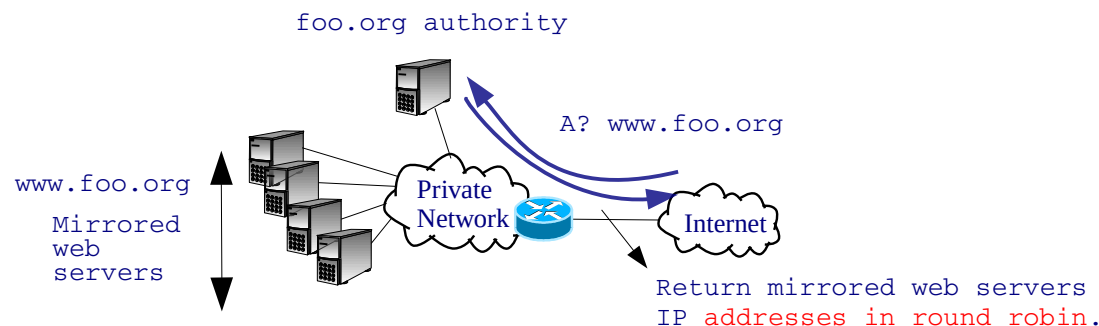 foo.org authority
A? www.foo.org
www.foo.org
Mirrored
web
servers
Private
Network
Internet
Return mirrored web servers
IP addresses in round robin.